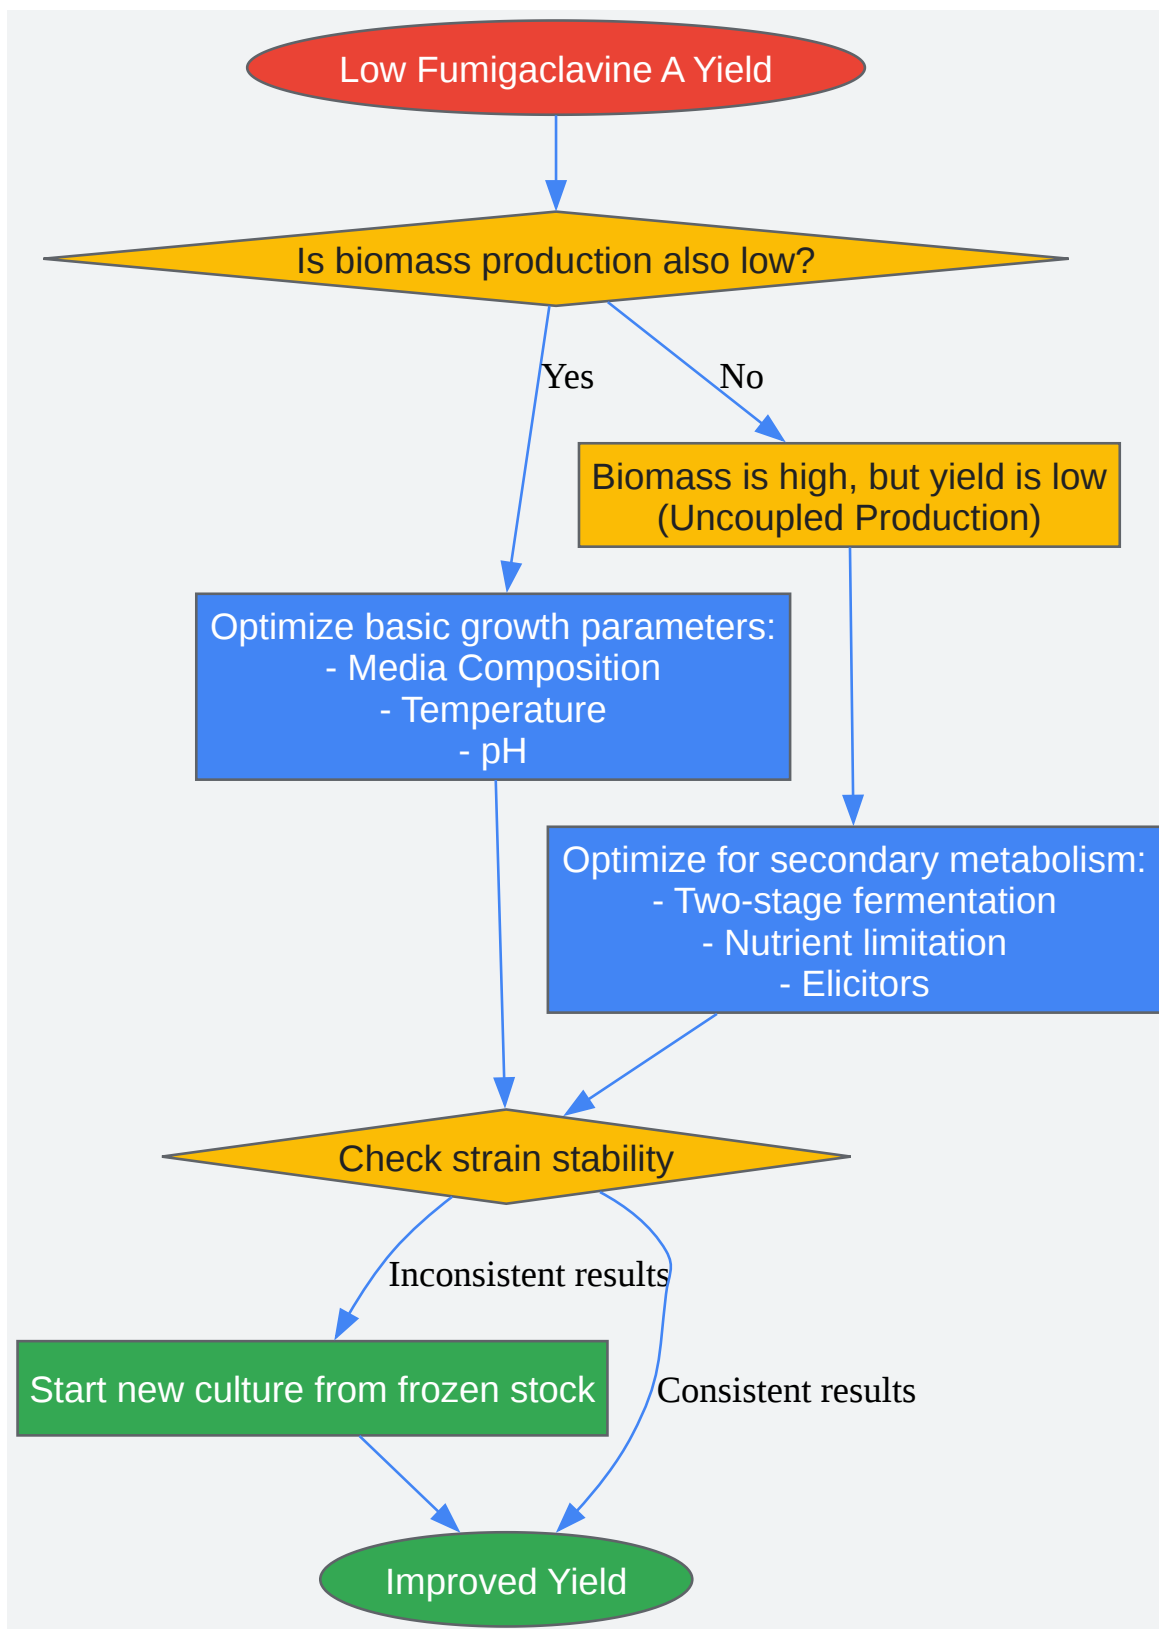 Low Fumigaclavine A Yield
Is biomass production also low?
Yes
No
Biomass is high, but yield is low
(Uncoupled Production)
Optimize basic growth parameters:
- Media Composition
- Temperature
- pH
Optimize for secondary metabolism:
- Two-stage fermentation
- Nutrient limitation
- Elicitors
Check strain stability
Inconsistent results
Start new culture from frozen stock
Consistent results
Improved Yield